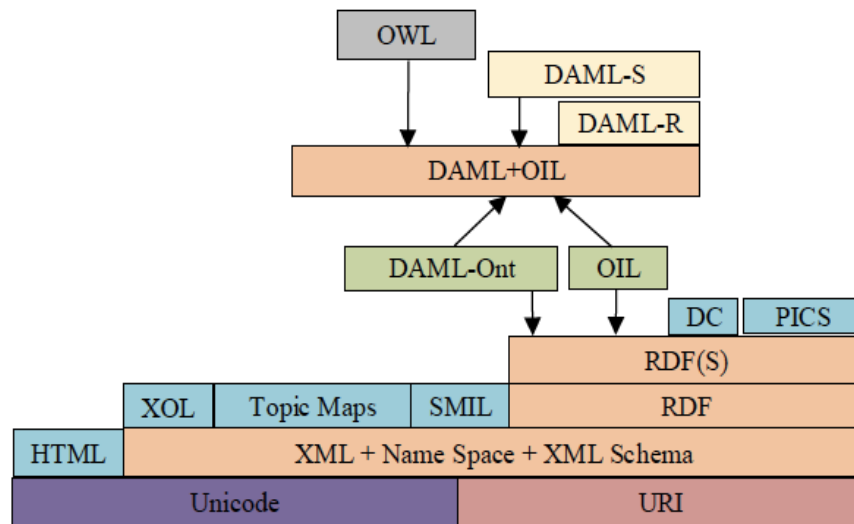 OWL
DAML-S
DAML-R
DAML+OIL
DAML-Ont
OIL
DC
PICS
RDF(S)
XOL
Topic Maps
SMIL
RDF
HTML
XML + Name Space + XML Schema
Unicode
URI